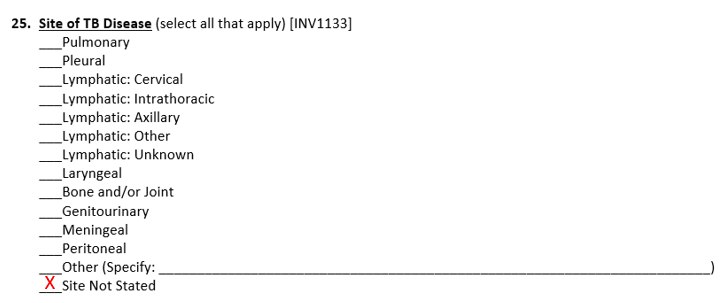 25. Site of TB Disease (select all that apply) [INV1133]
___Pulmonary
___Pleural
___Lymphatic: Cervical
___Lymphatic: Intrathoracic
___Lymphatic: Axillary
___Lymphatic: Other
___Lymphatic: Unknown
___Laryngeal
___Bone and/or Joint
___Genitourinary
___Meningeal
___Peritoneal
___Other (Specify: ______________________________________________________________________)
_X_Site Not Stated